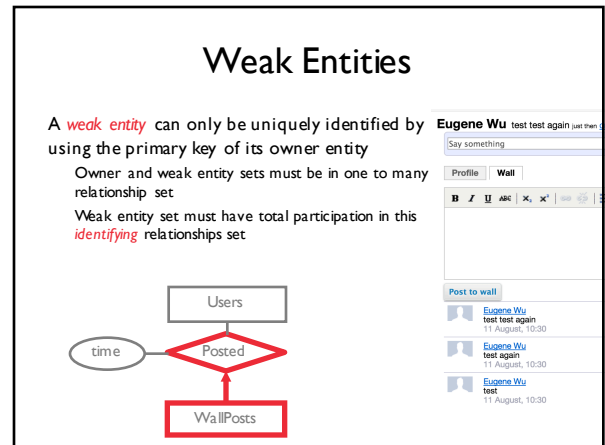 Weak Entities
A weak entity can only be uniquely identified by
using the primary key of its owner entity
Owner and weak entity sets must be in one to many
relationship set
Weak entity set must have total participation in this
identifying relationships set
Users
time
Posted
WallPosts
Eugene Wu test test again just then
Say something
Profile Wall
B I U ABC X, x²
Post to wall
Eugene Wu
test test again
11 August, 10:30
Eugene Wu
test again
11 August, 10:30
Eugene Wu
test
11 August, 10:30